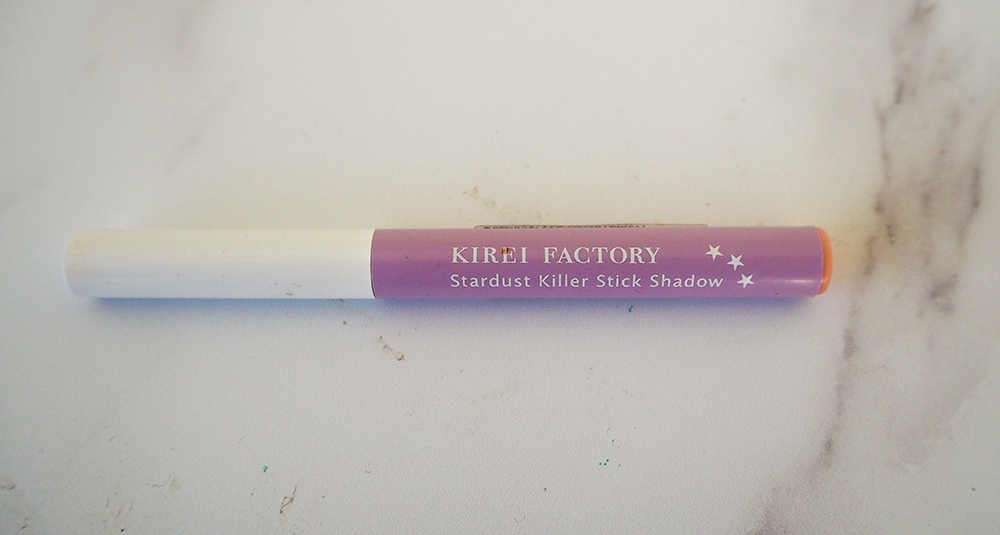 KIREI FACTORY
Stardust Killer Stick Shadow